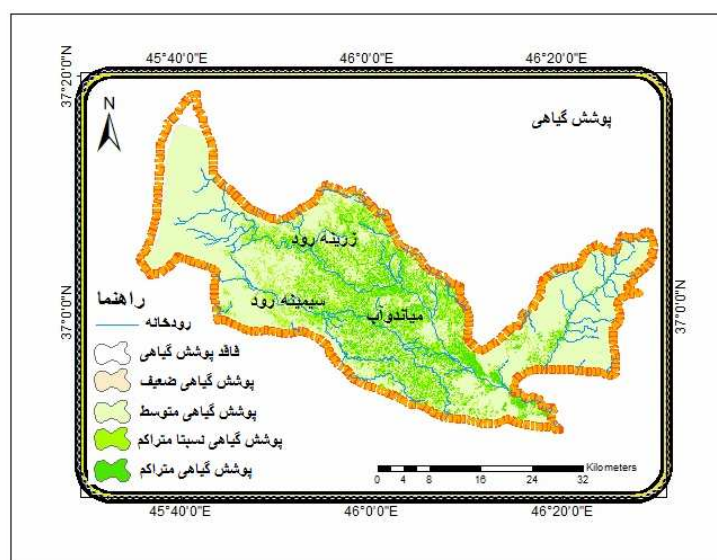 45°40'0"E 46°0'0"E 46°20'0"E
37°20'0"N
N
پوشش گیاهی
زرینه رود
سیمینه رود
میاندوآب
37°0'0"N
37°0'0"N
راهنما
رودخانه
فاقد پوشش گیاهی
پوشش گیاهی ضعیف
پوشش گیاهی متوسط
پوشش گیاهی نسبتا متراکم
پوشش گیاهی متراکم
Kilometers
0 4 8 16 24 32
45°40'0"E 46°0'0"E 46°20'0"E